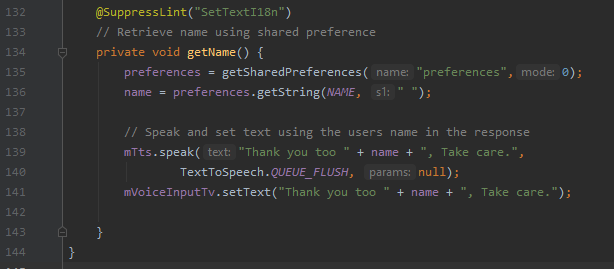 132 @SuppressLint("SetTextI18n")
133 // Retrieve name using shared preference
134 private void getName() {
135 preferences = getSharedPreferences( name: "preferences", mode: 0);
136 name = preferences.getString(NAME, s1: " ");
137
138 // Speak and set text using the users name in the response
139 mTts.speak( text: "Thank you too " + name + ", Take care.",
140 TextToSpeech.QUEUE_FLUSH, params: null);
141 mVoiceInputTv.setText("Thank you too " + name + ", Take care.");
142
143 }
144 }